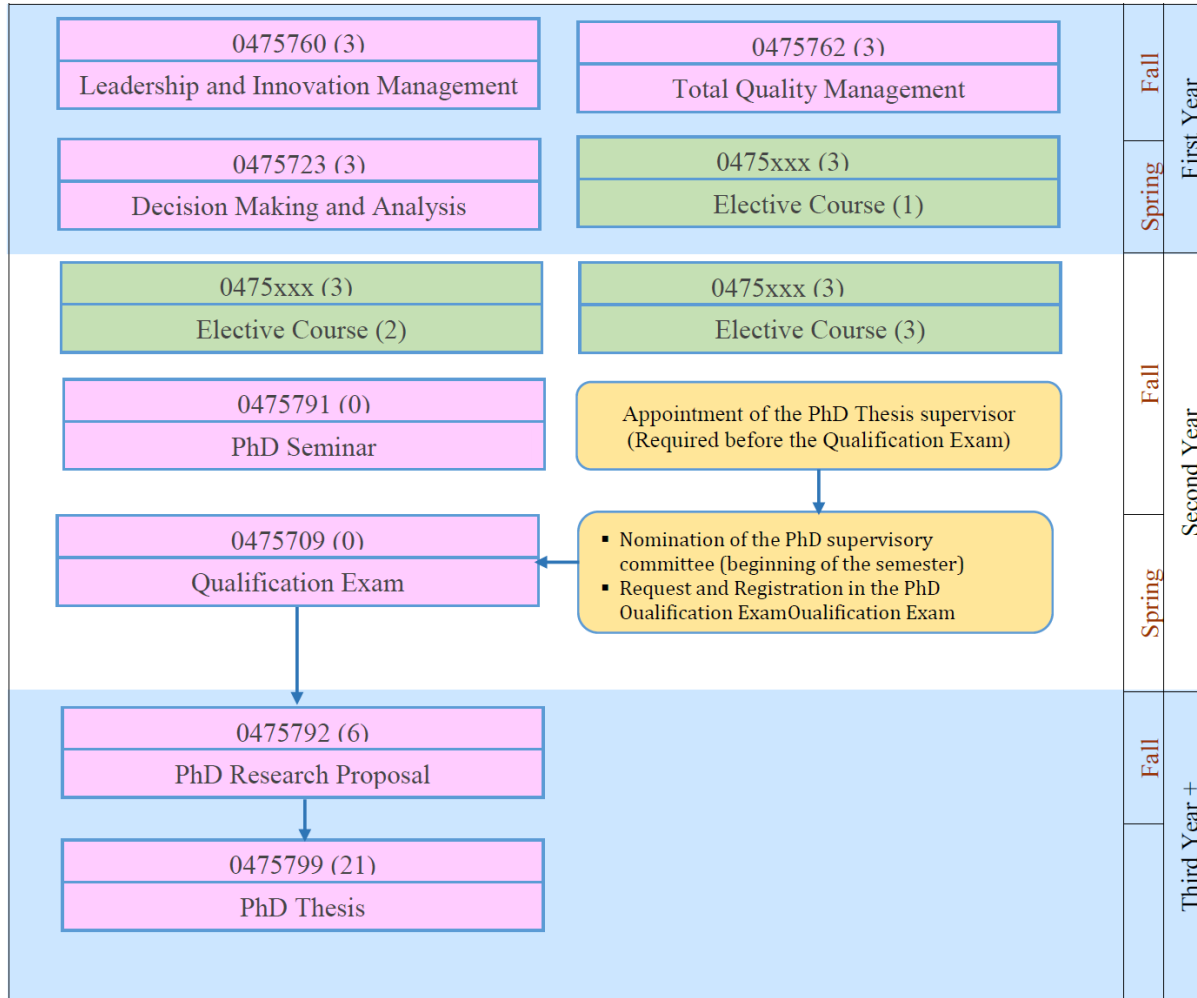 0475760 (3)
Leadership and Innovation Management
0475762 (3)
Total Quality Management
Fall
First Year
0475723 (3)
Decision Making and Analysis
0475xxx (3)
Elective Course (1)
Spring
0475xxx (3)
Elective Course (2)
0475xxx (3)
Elective Course (3)
Fall
Second Year
0475791 (0)
PhD Seminar
Appointment of the PhD Thesis supervisor
(Required before the Qualification Exam)
0475709 (0)
Qualification Exam
▪ Nomination of the PhD supervisory
committee (beginning of the semester)
▪ Request and Registration in the PhD
Qualification ExamQualification Exam
Spring
0475792 (6)
PhD Research Proposal
Fall
Third Year +
0475799 (21)
PhD Thesis